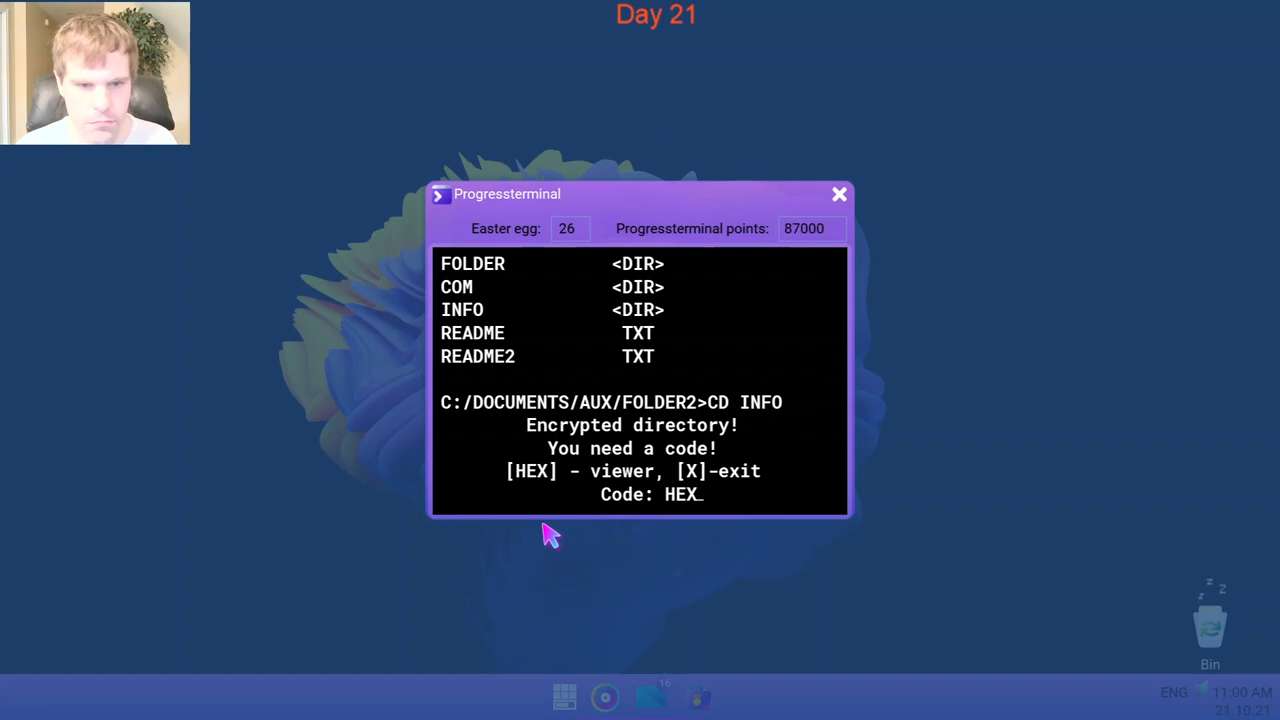 Day 21
Progressterminal
Easter egg: 26 Progressterminal points: 87000
FOLDER <DIR>
COM <DIR>
INFO <DIR>
README TXT
README2 TXT
C:/DOCUMENTS/AUX/FOLDER2>CD INFO
Encrypted directory!
You need a code!
[HEX] - viewer, [X]-exit
Code: HEX_
z z z
Bin
16
ENG 11:00 AM
21.10.21